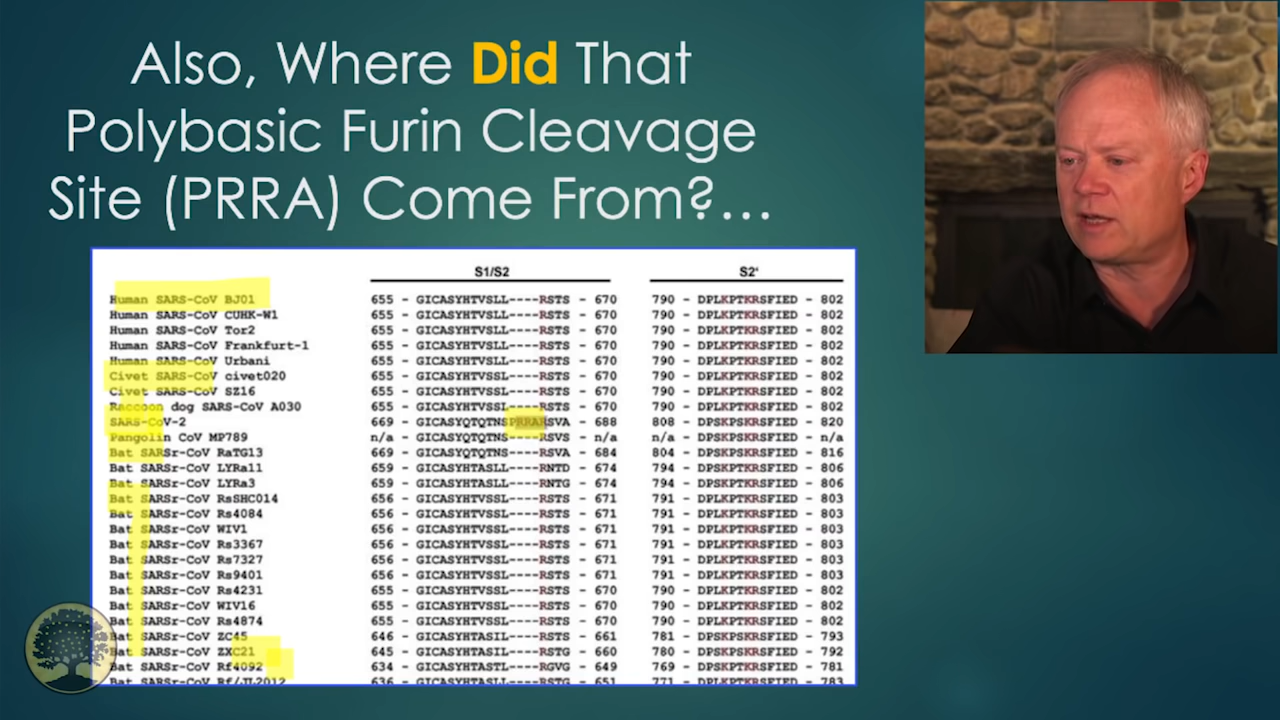 Also, Where Did That
Polybasic Furin Cleavage
Site (PRRA) Come From?...
S1/S2 S2'
Human SARS-CoV BJ01 655 - GICASYHTVSLL----RSTS - 670 790 - DPLKPTKRSFIED - 802
Human SARS-CoV CUHK-W1 655 - GICASYHTVSLL----RSTS - 670 790 - DPLKPTKRSFIED - 802
Human SARS-CoV Tor2 655 - GICASYHTVSLL----RSTS - 670 790 - DPLKPTKRSFIED - 802
Human SARS-CoV Frankfurt-1 655 - GICASYHTVSLL----RSTS - 670 790 - DPLKPTKRSFIED - 802
Human SARS-CoV Urbani 655 - GICASYHTVSLL----RSTS - 670 790 - DPLKPTKRSFIED - 802
Civet SARS-CoV civet020 655 - GICASYHTVSLL----RSTS - 670 790 - DPLKPTKRSFIED - 802
Civet SARS-CoV SZ16 655 - GICASYHTVSLL----RSTS - 670 790 - DPLKPTKRSFIED - 802
Raccoon dog SARS-CoV A030 655 - GICASYHTVSSL----RSTS - 670 790 - DPLKPTKRSFIED - 802
SARS-CoV-2 669 - GICASYQTQTNSPRRARSVA - 688 808 - DPSKPSKRSFIED - 820
Pangolin CoV MP789 n/a - GICASYQTQTNS----RSVS - n/a n/a - DPSKPSKRSFIED - n/a
Bat SARSr-CoV RaTG13 669 - GICASYQTQTNS----RSVA - 684 804 - DPSKPSKRSFIED - 816
Bat SARSr-CoV LYRa11 659 - GICASYHTASLL----RNTD - 674 794 - DPSKPTKRSFIED - 806
Bat SARSr-CoV LYRa3 659 - GICASYHTASLL----RNTG - 674 794 - DPSKPTKRSFIED - 806
Bat SARSr-CoV RsSHC014 656 - GICASYHTVSSL----RSTS - 671 791 - DPLKPTKRSFIED - 803
Bat SARSr-CoV Rs4084 656 - GICASYHTVSSL----RSTS - 671 791 - DPLKPTKRSFIED - 803
Bat SARSr-CoV WIV1 656 - GICASYHTVSSL----RSTS - 671 791 - DPLKPTKRSFIED - 803
Bat SARSr-CoV Rs3367 656 - GICASYHTVSSL----RSTS - 671 791 - DPLKPTKRSFIED - 803
Bat SARSr-CoV Rs7327 656 - GICASYHTVSSL----RSTS - 671 791 - DPLKPTKRSFIED - 803
Bat SARSr-CoV Rs9401 656 - GICASYHTVSSL----RSTS - 671 791 - DPLKPTKRSFIED - 803
Bat SARSr-CoV Rs4231 655 - GICASYHTVSSL----RSTS - 670 790 - DPLKPTKRSFIED - 802
Bat SARSr-CoV WIV16 655 - GICASYHTVSSL----RSTS - 670 790 - DPLKPTKRSFIED - 802
Bat SARSr-CoV Rs4874 655 - GICASYHTVSSL----RSTS - 670 790 - DPLKPTKRSFIED - 802
Bat SARSr-CoV ZC45 646 - GICASYHTASIL----RSTS - 661 781 - DPSKPSKRSFIED - 793
Bat SARSr-CoV ZXC21 645 - GICASYHTASIL----RSTG - 660 780 - DPSKPSKRSFIED - 792
Bat SARSr-CoV Rf4092 634 - GICASYHTASTL----RGVG - 649 769 - DPSKPTKRSFIED - 781
Bat SARSr-CoV Rf/JL2012 636 - GICASYHTASLL----RSTG - 651 771 - DPSKPTKRSFIED - 783